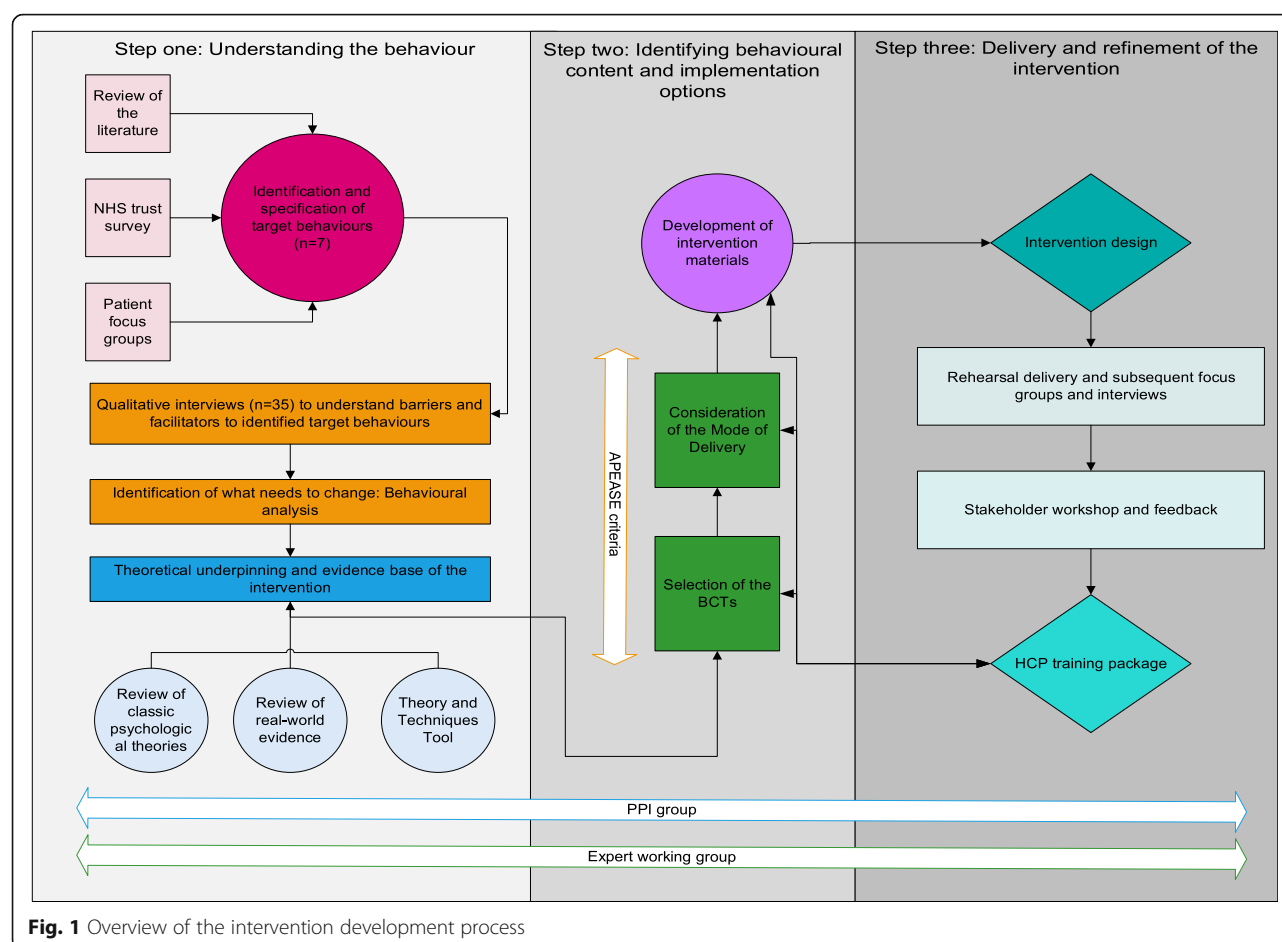 Step one: Understanding the behaviour
Review of
the
literature
NHS trust
survey
Patient
focus
groups
Identification and
specification of
target behaviours
(n=7)
Qualitative interviews (n=35) to understand barriers and
facilitators to identified target behaviours
Identification of what needs to change: Behavioural
analysis
Theoretical underpinning and evidence base of the
intervention
Review of
classic
psychologic
al theories
Review of
real-world
evidence
Theory and
Techniques
Tool
Step two: Identifying behavioural
content and implementation
options
Development of
intervention
materials
APEASE criteria
Consideration
of the Mode of
Delivery
Selection of the
BCTs
Step three: Delivery and refinement of the
intervention
Intervention design
Rehearsal delivery and subsequent focus
groups and interviews
Stakeholder workshop and feedback
HCP training package
PPI group
Expert working group
Fig. 1 Overview of the intervention development process